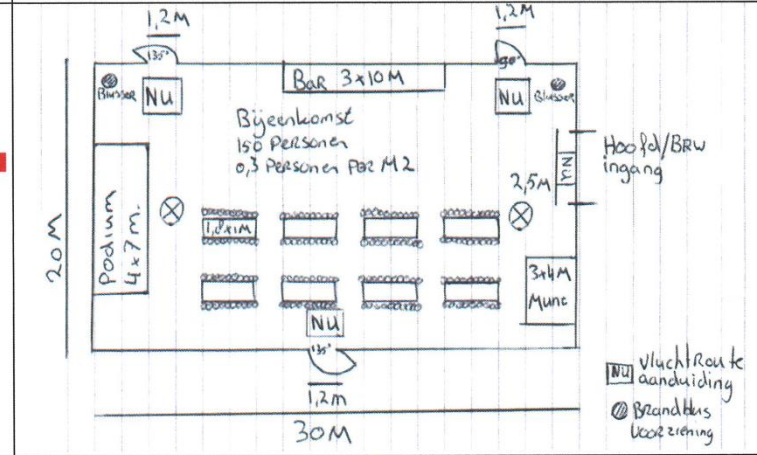 1,2M
1,2M
135°
90°
Bar 3x10M
Blusser
NU
NU
Blusser
Bijeenkomst
150 Personen
0,3 Personen per M2
Hoofd/BRW
ingang
NU
2,5M
20M
Podium
4x7m.
1,8x1M
3x4M
Munt
NU
135°
1,2m
30M
NU Vluchtroute
aanduiding
Brandblus
voorziening